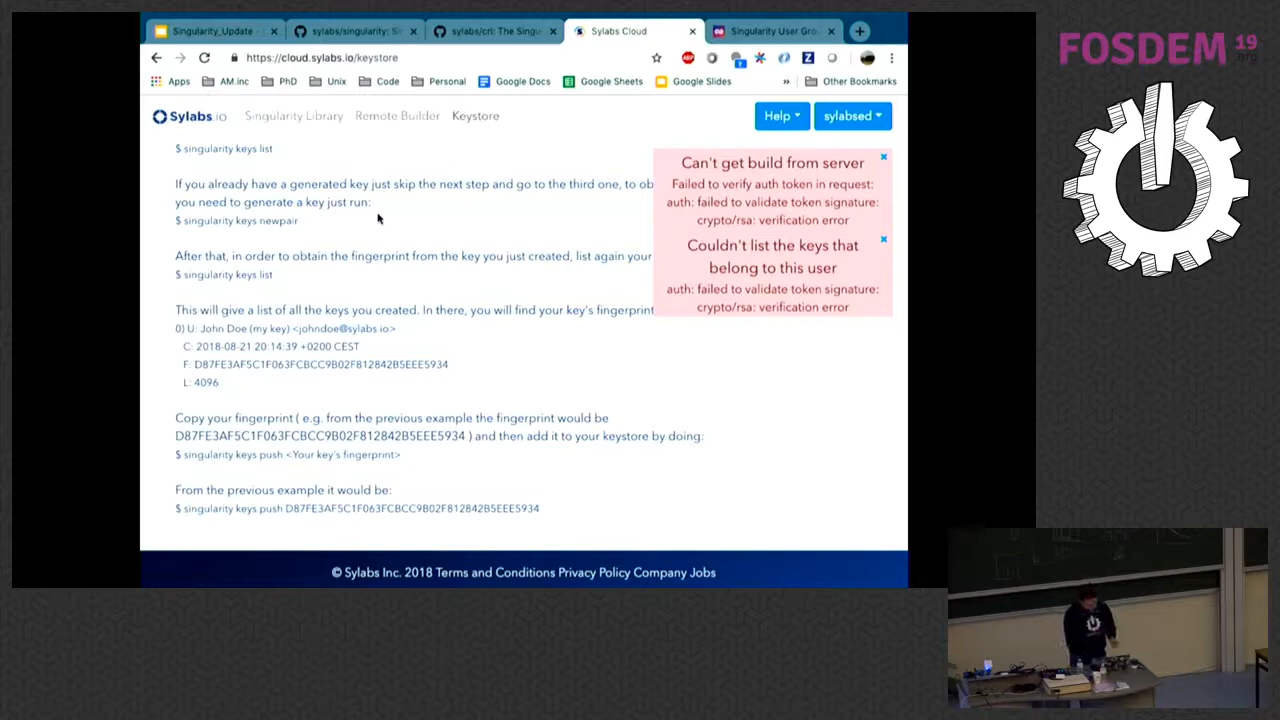 Singularity_Update -
sylabs/singularity: Si
sylabs/cri: The Singu
Sylabs Cloud
Singularity User Gro
https://cloud.sylabs.io/keystore
Apps
AM.inc
PhD
Unix
Code
Personal
Google Docs
Google Sheets
Google Slides
»
Other Bookmarks
Sylabs.io
Singularity Library
Remote Builder
Keystore
Help
sylabsed
$ singularity keys list
If you already have a generated key just skip the next step and go to the third one, to ob
you need to generate a key just run:
$ singularity keys newpair
After that, in order to obtain the fingerprint from the key you just created, list again your
$ singularity keys list
This will give a list of all the keys you created. In there, you will find your key's fingerprint
0) U: John Doe (my key) <johndoe@sylabs.io>
C: 2018-08-21 20:14:39 +0200 CEST
F: D87FE3AF5C1F063FCBCC9B02F812842B5EEE5934
L: 4096
Copy your fingerprint ( e.g. from the previous example the fingerprint would be
D87FE3AF5C1F063FCBCC9B02F812842B5EEE5934 ) and then add it to your keystore by doing:
$ singularity keys push <Your key's fingerprint>
From the previous example it would be:
$ singularity keys push D87FE3AF5C1F063FCBCC9B02F812842B5EEE5934
Can't get build from server
Failed to verify auth token in request:
auth: failed to validate token signature:
crypto/rsa: verification error
Couldn't list the keys that
belong to this user
auth: failed to validate token signature:
crypto/rsa: verification error
© Sylabs Inc. 2018 Terms and Conditions Privacy Policy Company Jobs
FOSDEM 19
.org